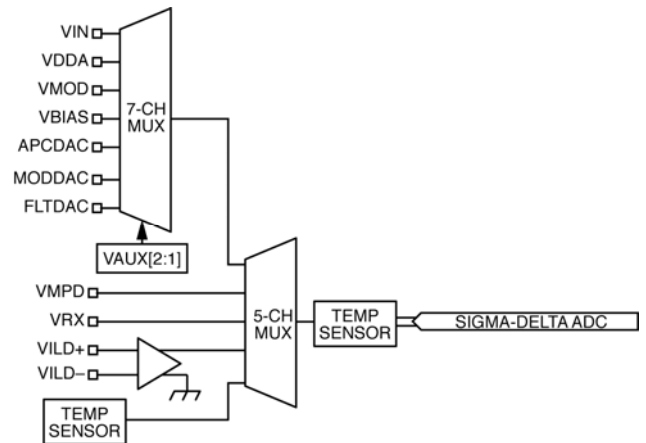 VIN
VDDA
VMOD
VBIAS
APCDAC
MODDAC
FLTDAC
7-CH
MUX
VAUX[2:1]
VMPD
VRX
VILD+
VILD–
TEMP
SENSOR
5-CH
MUX
TEMP
SENSOR
SIGMA-DELTA ADC